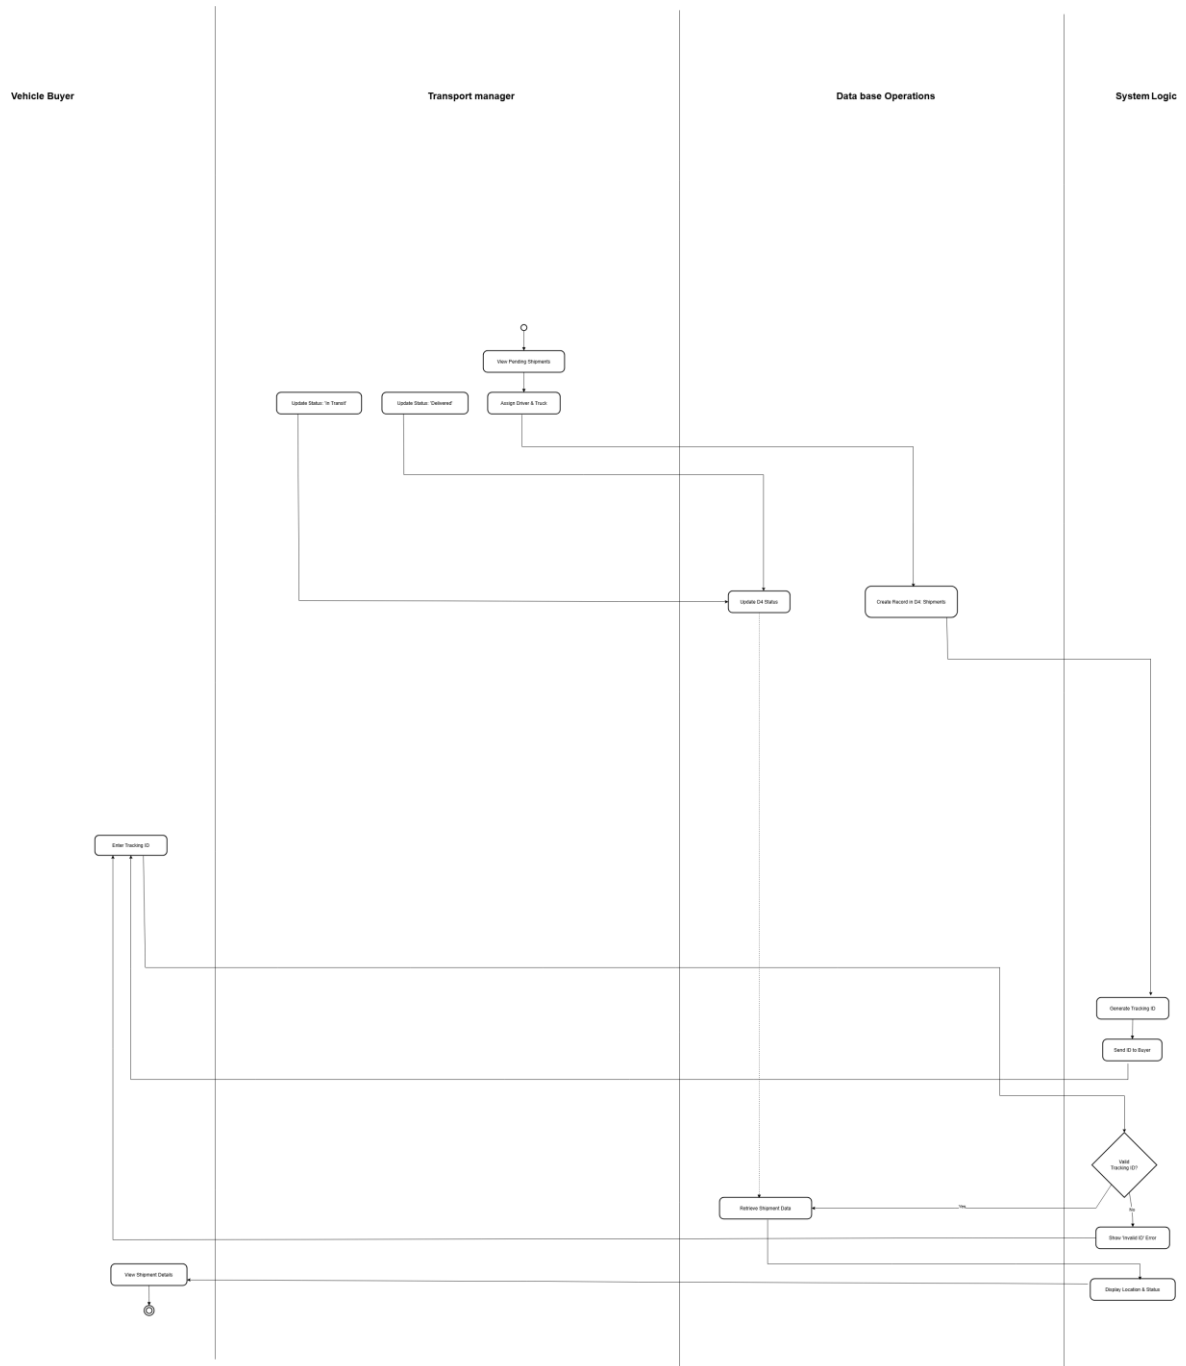 Vehicle Buyer
Transport manager
Data base Operations
System Logic
View Pending Shipments
Update Status: 'In Transit'
Update Status: 'Delivered'
Assign Driver & Truck
Update D4 Status
Create Record in D4: Shipments
Enter Tracking ID
Generate Tracking ID
Send ID to Buyer
Valid
Tracking ID?
Retrieve Shipment Data
Yes
No
Show 'Invalid ID' Error
View Shipment Details
Display Location & Status